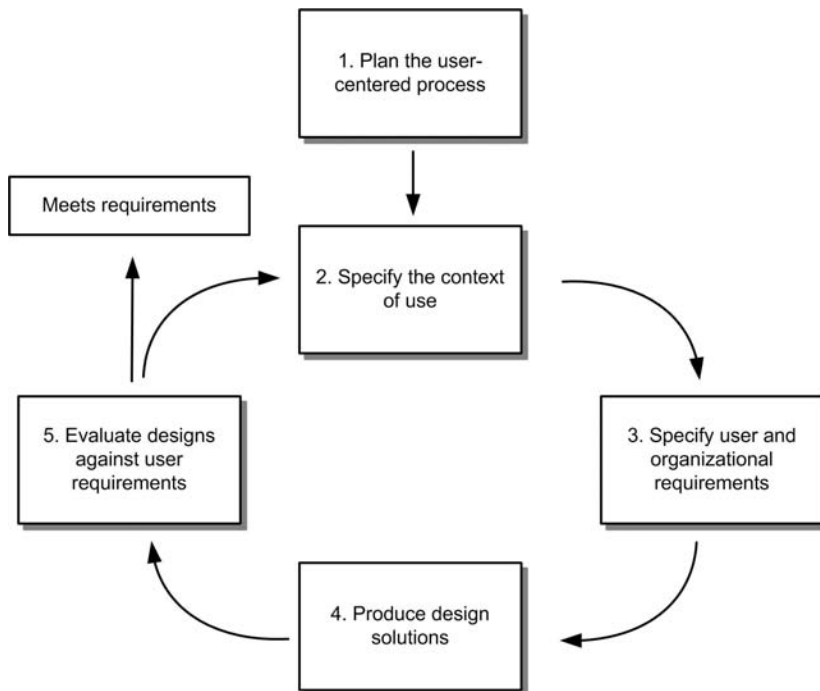 1. Plan the user-
centered process
Meets requirements
2. Specify the context
of use
5. Evaluate designs
against user
requirements
3. Specify user and
organizational
requirements
4. Produce design
solutions